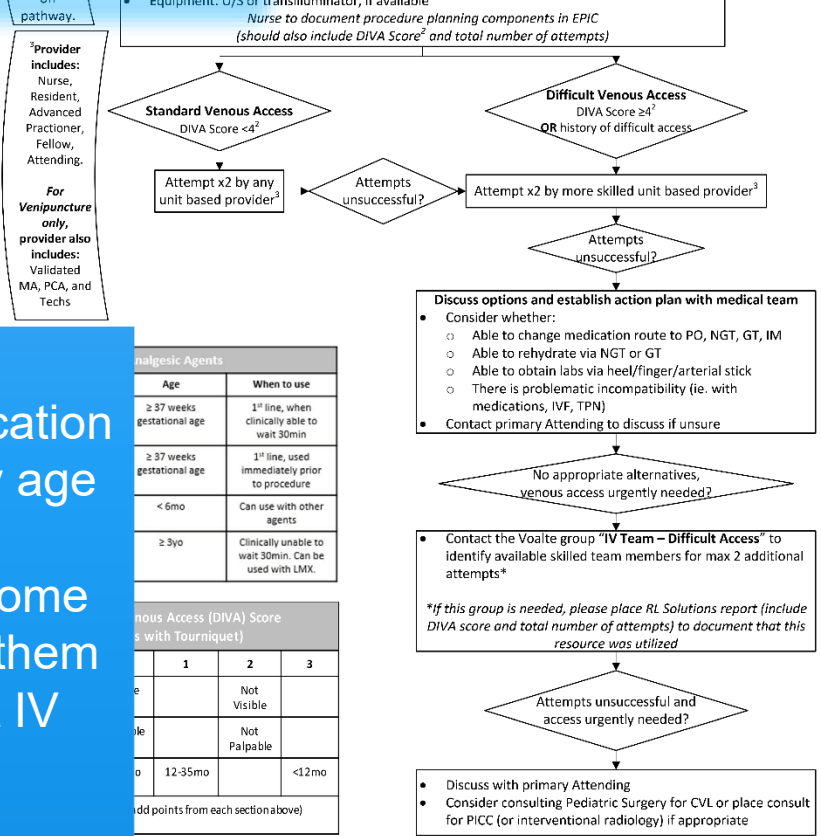 on
pathway.
Equipment: U/S or transilluminator, if available
Nurse to document procedure planning components in EPIC
(should also include DIVA Score2 and total number of attempts)
3Provider
includes:
Nurse,
Resident,
Advanced
Practioner,
Fellow,
Attending.
For
Venipuncture
only,
provider also
includes:
Validated
MA, PCA, and
Techs
Standard Venous Access
DIVA Score <42
Difficult Venous Access
DIVA Score ≥42
OR history of difficult access
Attempt x2 by any
unit based provider3
Attempts
unsuccessful?
Attempt x2 by more skilled unit based provider3
Attempts
unsuccessful?
Discuss options and establish action plan with medical team
• Consider whether:
o Able to change medication route to PO, NGT, GT, IM
o Able to rehydrate via NGT or GT
o Able to obtain labs via heel/finger/arterial stick
o There is problematic incompatibility (ie. with
medications, IVF, TPN)
• Contact primary Attending to discuss if unsure
No appropriate alternatives,
venous access urgently needed?
• Contact the Voalte group "IV Team – Difficult Access" to
identify available skilled team members for max 2 additional
attempts*
*If this group is needed, please place RL Solutions report (include
DIVA score and total number of attempts) to document that this
resource was utilized
Attempts unsuccessful and
access urgently needed?
• Discuss with primary Attending
• Consider consulting Pediatric Surgery for CVL or place consult
for PICC (or interventional radiology) if appropriate
cation
age
ome
them
IV
nalgesic Agents
Age When to use
≥ 37 weeks
gestational age
1st line, when
clinically able to
wait 30min
≥ 37 weeks
gestational age
1st line, used
immediately prior
to procedure
< 6mo
Can use with other
agents
≥ 3yo
Clinically unable to
wait 30min. Can be
used with LMX.
nous Access (DIVA) Score
s with Tourniquet)
1 2 3
Not
Visible
Not
Palpable
12-35mo <12mo
dd points from each section above)